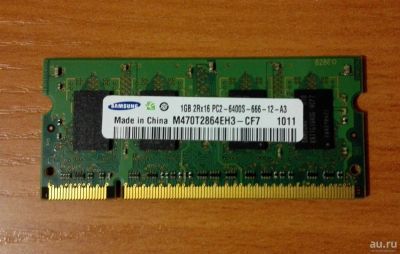 SAMSUNG
1GB 2Rx16 PC2-6400S-666-12-A3
Made in China M470T2864EH3-CF7 1011
au.ru